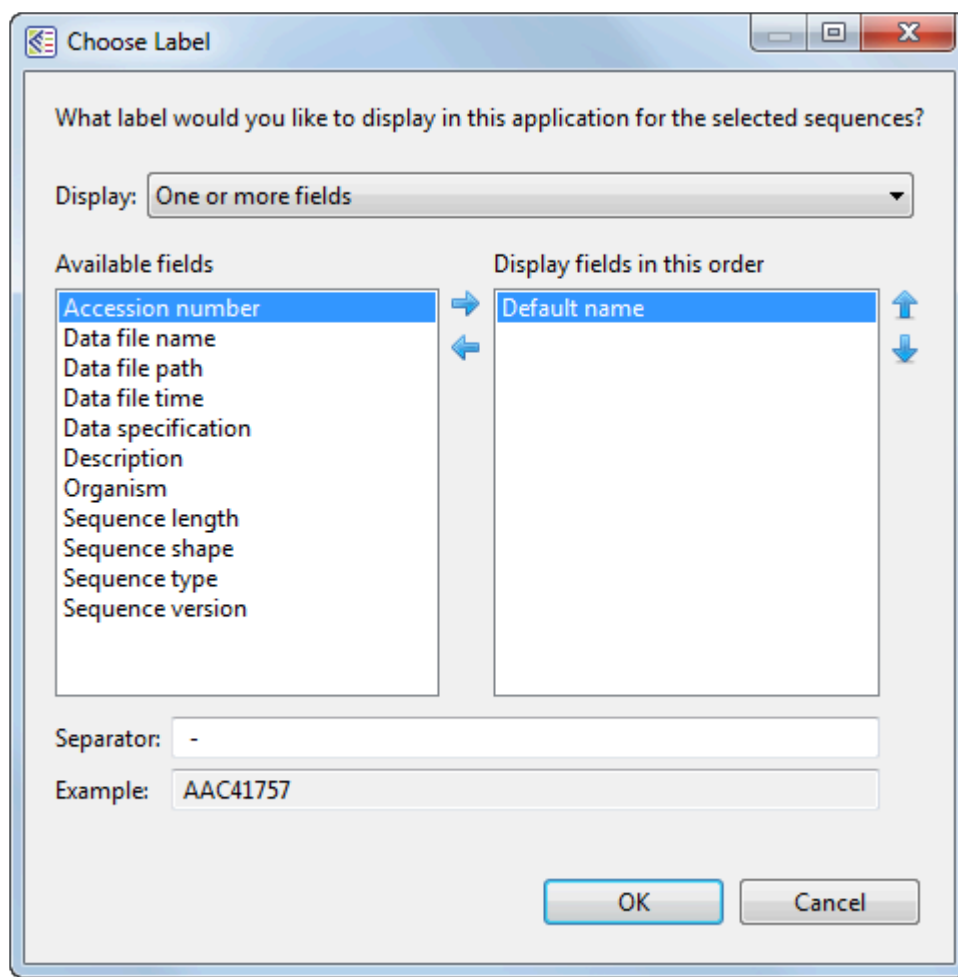 Choose Label
What label would you like to display in this application for the selected sequences?
Display: One or more fields
Available fields
Accession number
Data file name
Data file path
Data file time
Data specification
Description
Organism
Sequence length
Sequence shape
Sequence type
Sequence version
Display fields in this order
Default name
Separator: -
Example: AAC41757
OK
Cancel